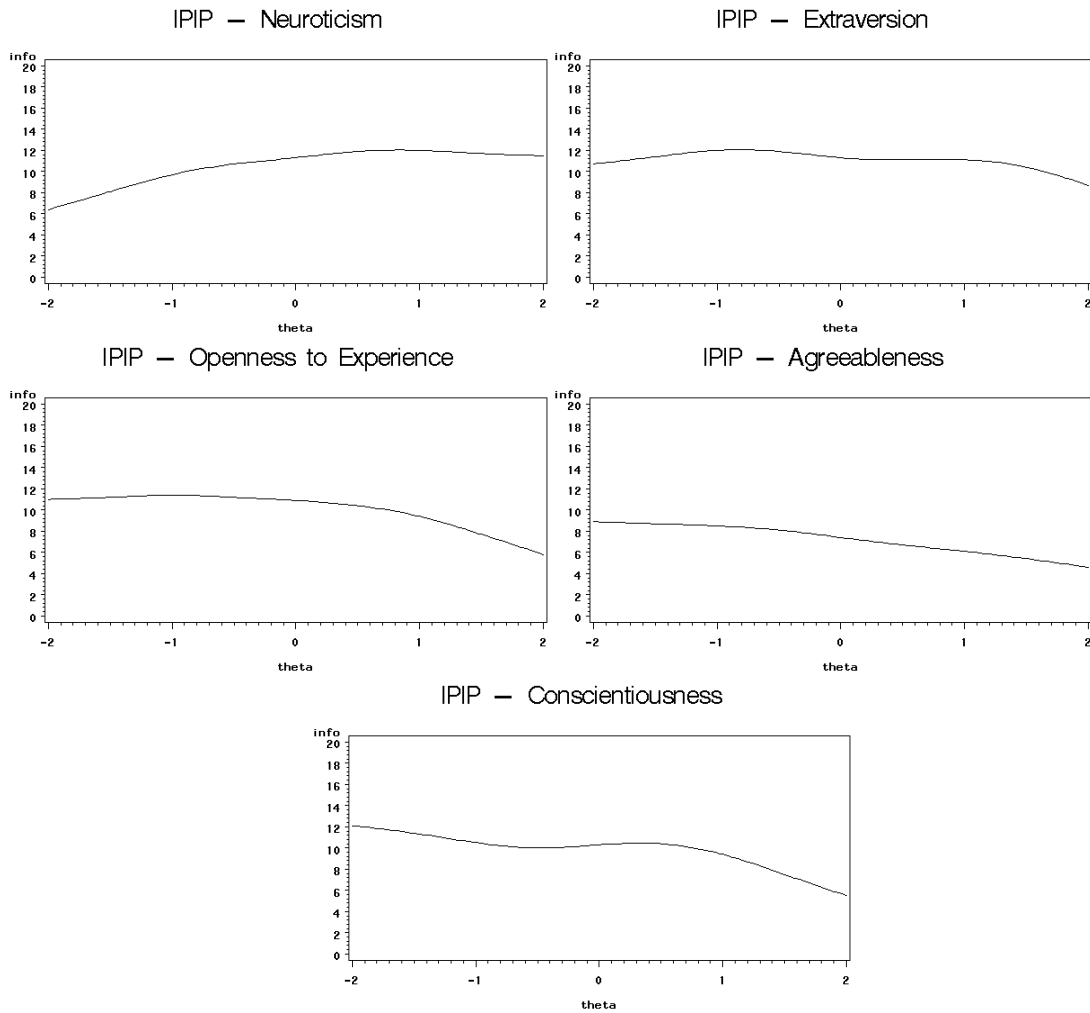 IPIP — Neuroticism
info
20
18
16
14
12
10
8
6
4
2
0
-2 -1 0 1 2
theta
IPIP — Extraversion
info
20
18
16
14
12
10
8
6
4
2
0
-2 -1 0 1 2
theta
IPIP — Openness to Experience
info
20
18
16
14
12
10
8
6
4
2
0
-2 -1 0 1 2
theta
IPIP — Agreeableness
info
20
18
16
14
12
10
8
6
4
2
0
-2 -1 0 1 2
theta
IPIP — Conscientiousness
info
20
18
16
14
12
10
8
6
4
2
0
-2 -1 0 1 2
theta